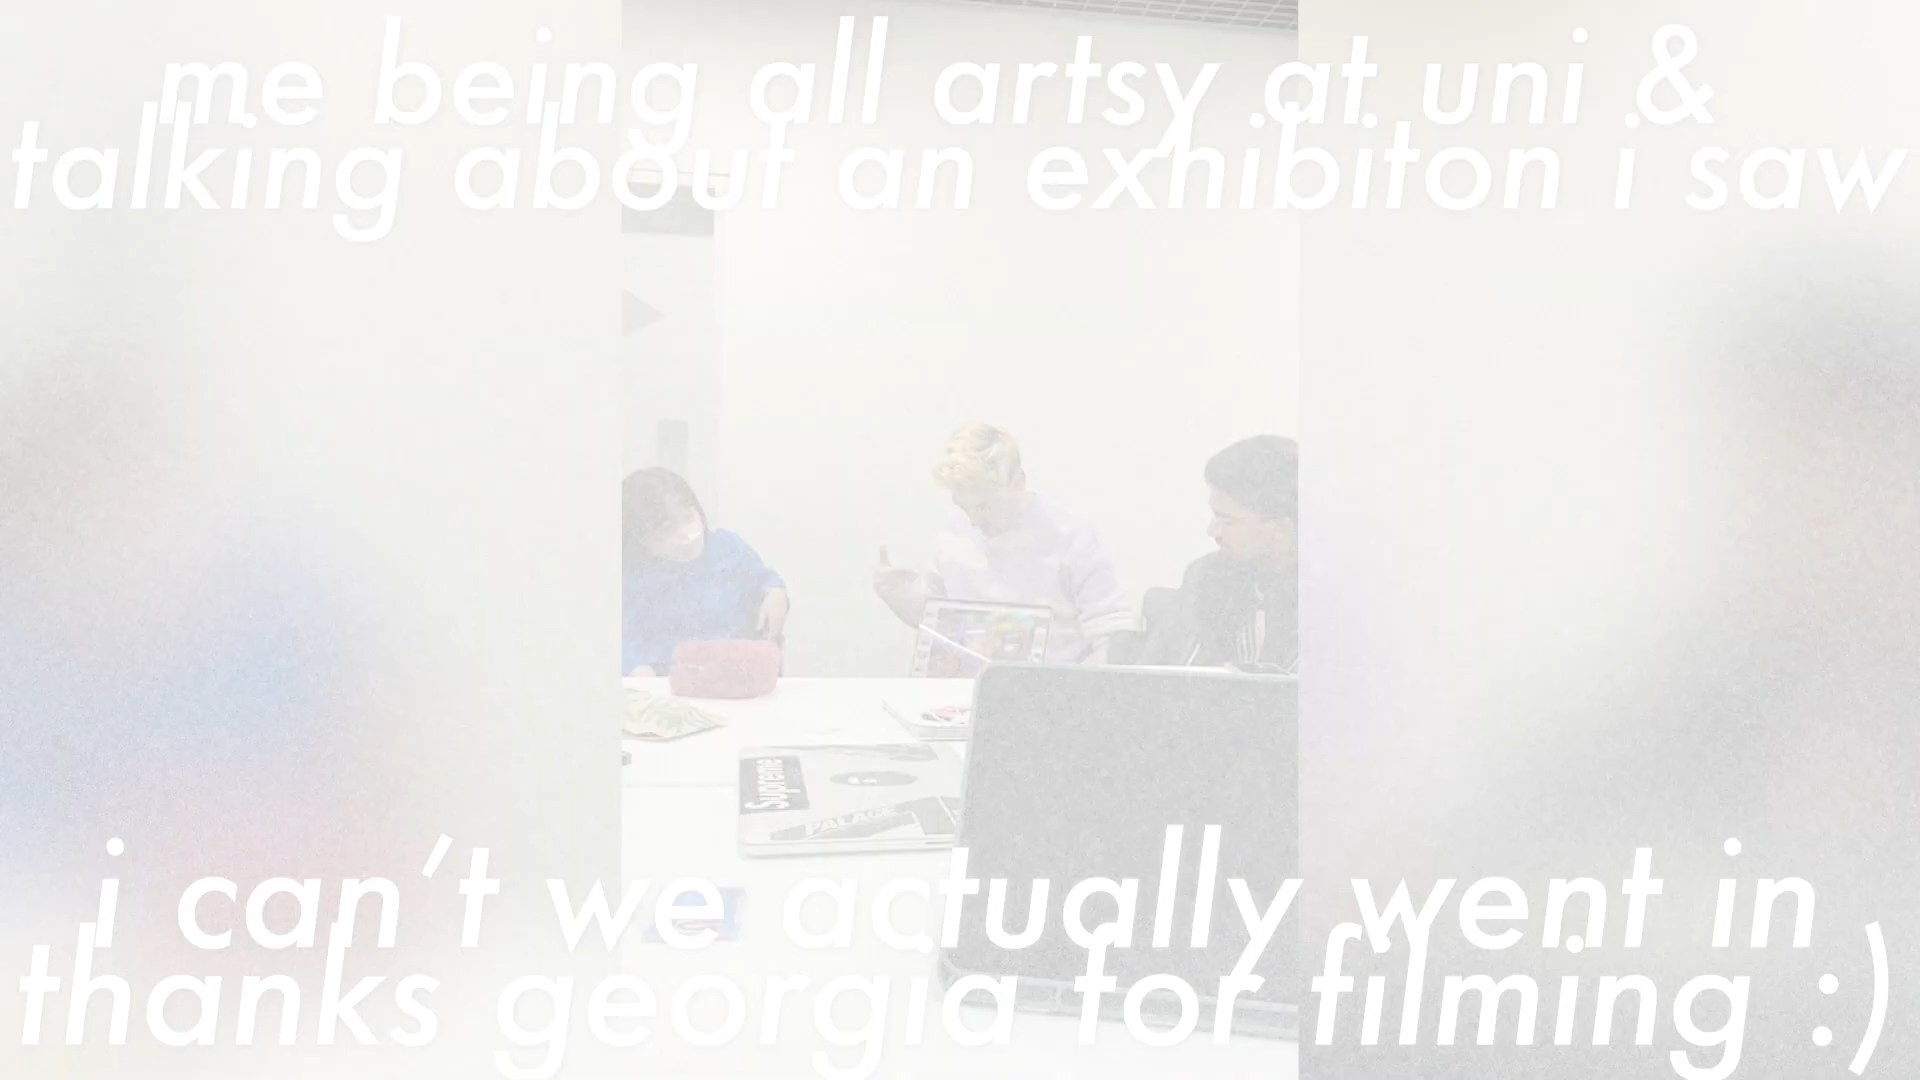 me being all artsy at uni &
talking about an exhibiton i saw
Supreme
PALACE
i can't we actually went in
thanks georgia for filming :)